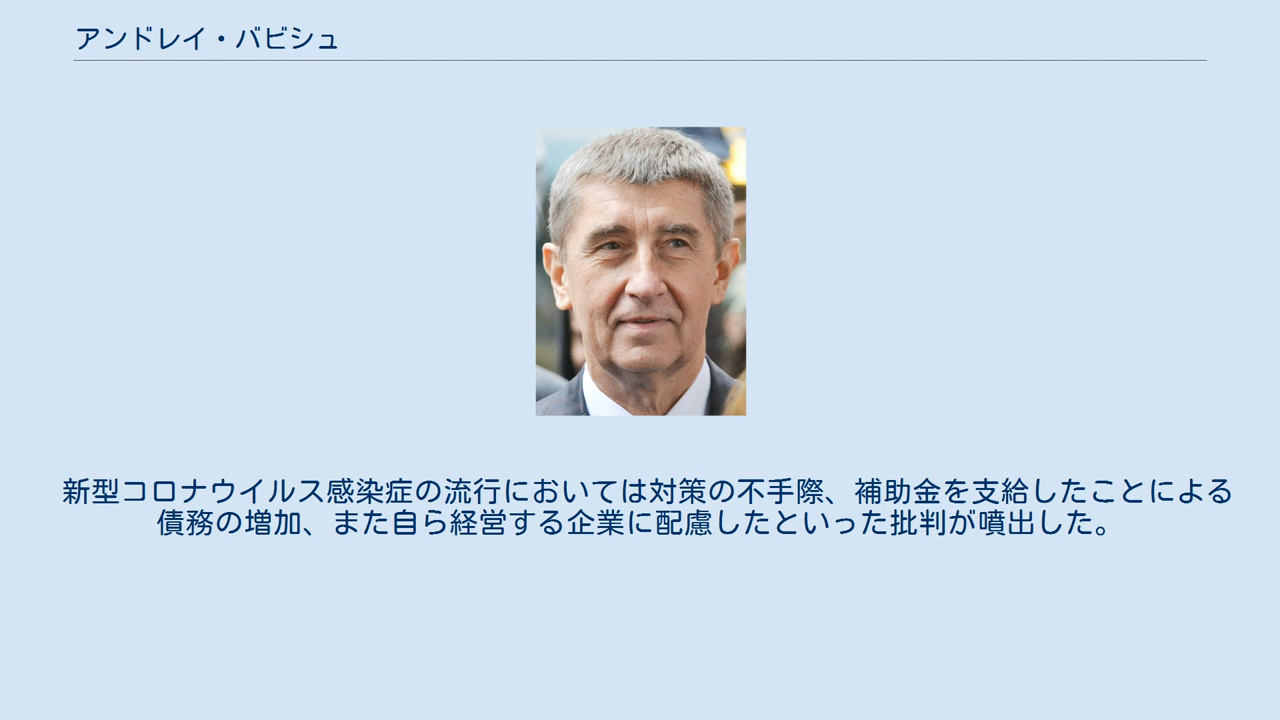 アンドレイ・バビシュ
新型コロナウイルス感染症の流行においては対策の不手際、補助金を支給したことによる
債務の増加、また自ら経営する企業に配慮したといった批判が噴出した。